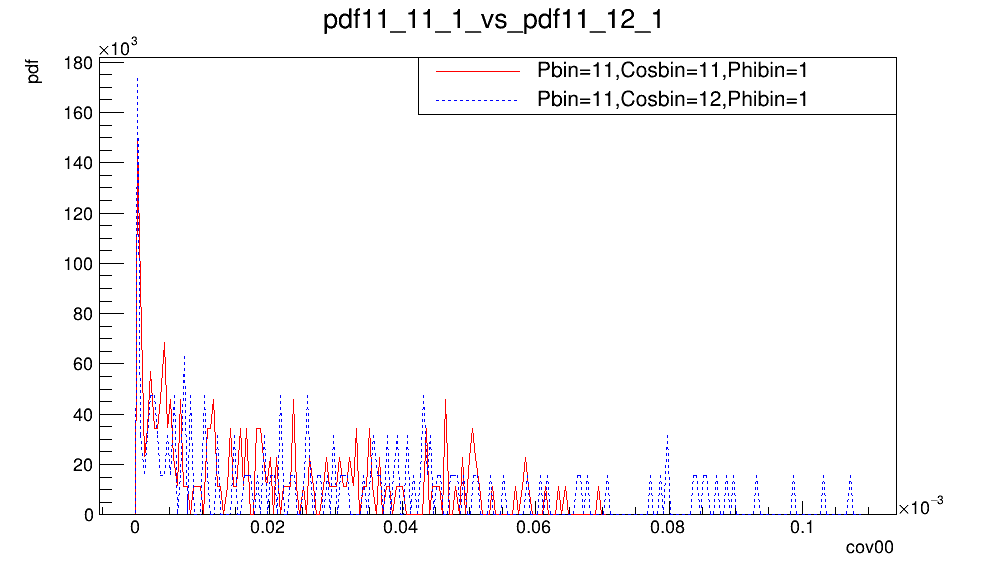 pdf11_11_1_vs_pdf11_12_1
×10³
pdf
Pbin=11,Cosbin=11,Phibin=1
Pbin=11,Cosbin=12,Phibin=1
180
160
140
120
100
80
60
40
20
0
0 0.02 0.04 0.06 0.08 0.1
×10⁻³
cov00